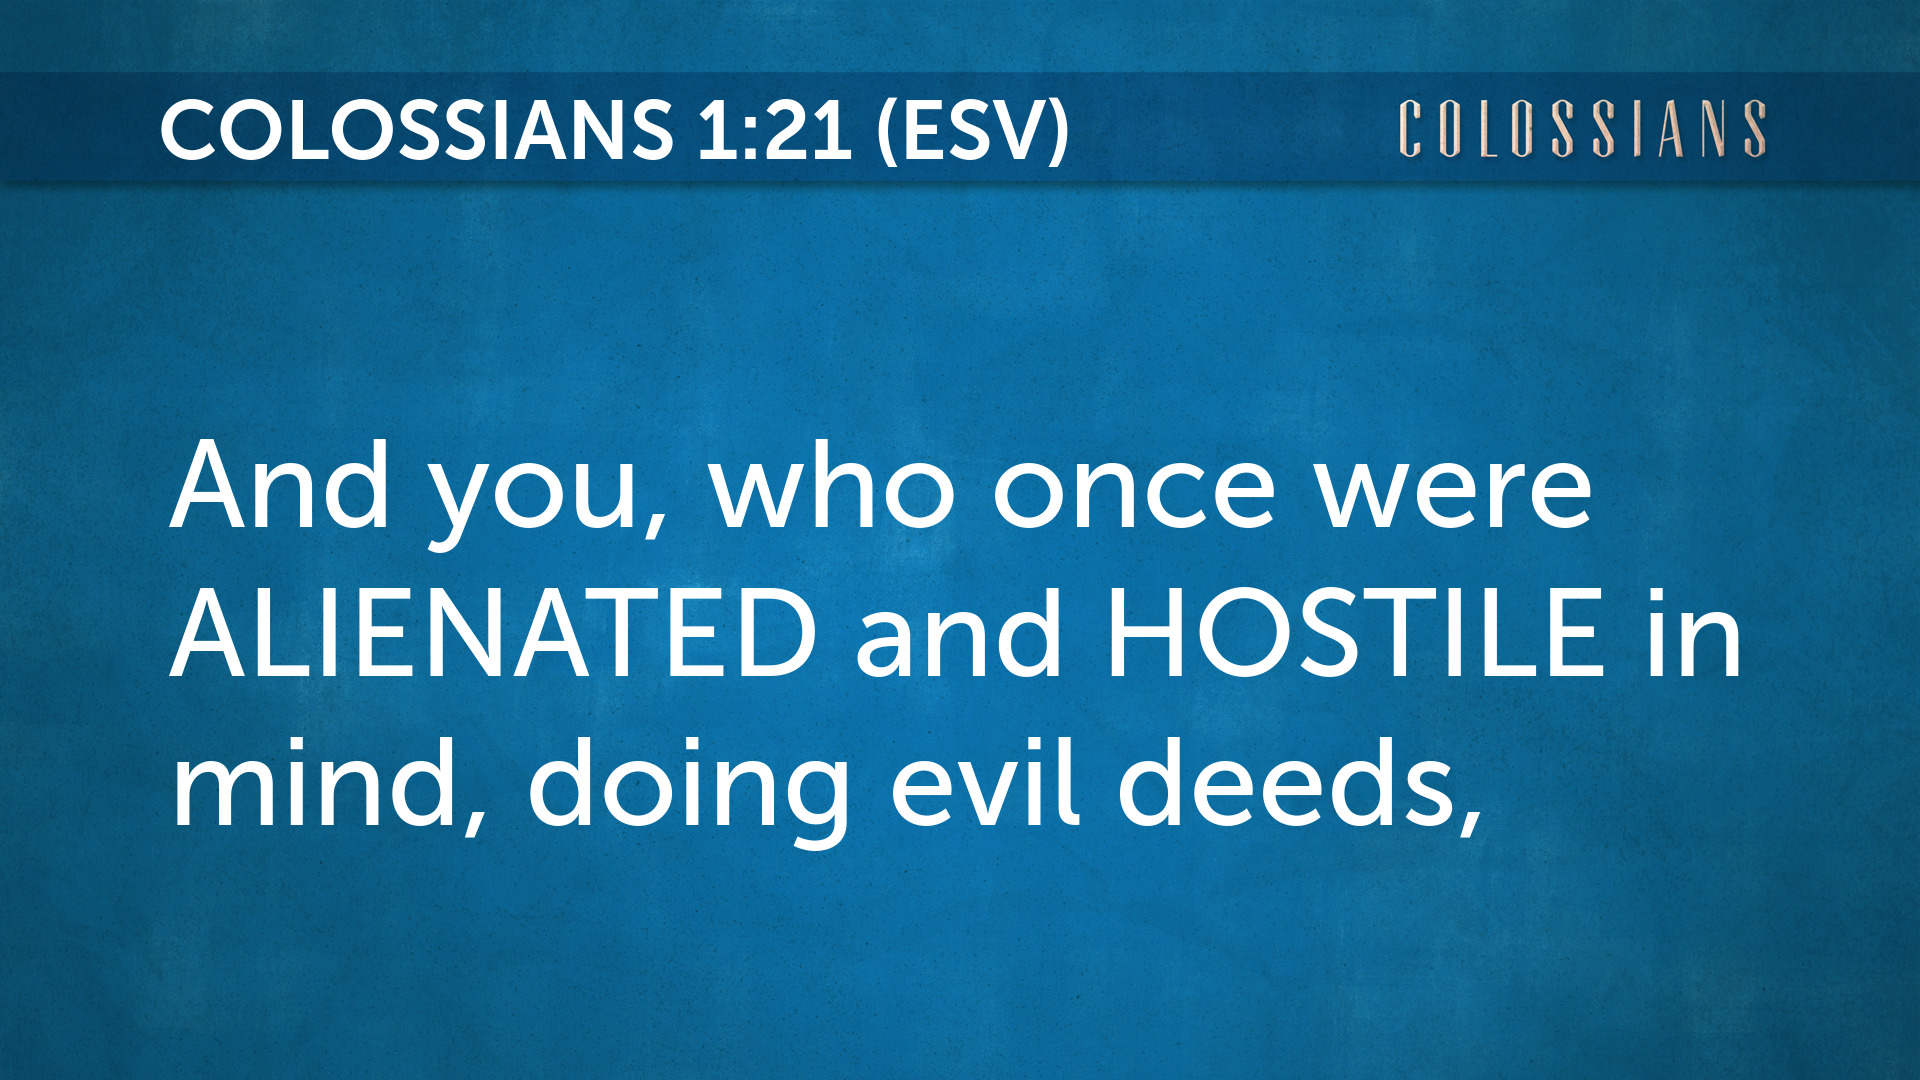 COLOSSIANS 1:21 (ESV)
COLOSSIANS
And you, who once were
ALIENATED and HOSTILE in
mind, doing evil deeds,